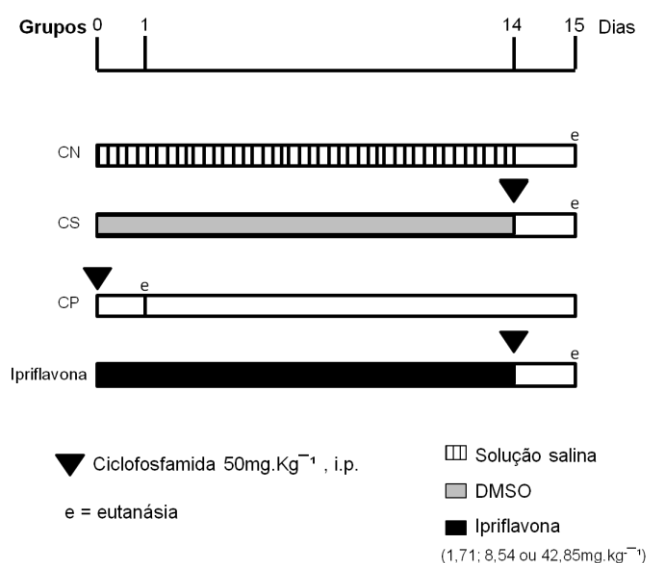 Grupos 0 1 14 15 Dias
CN e
CS e
CP e
Ipriflavona e
Ciclofosfamida 50mg.Kg⁻¹ , i.p.
e = eutanásia
Solução salina
DMSO
Ipriflavona
(1,71; 8,54 ou 42,85mg.kg⁻¹)